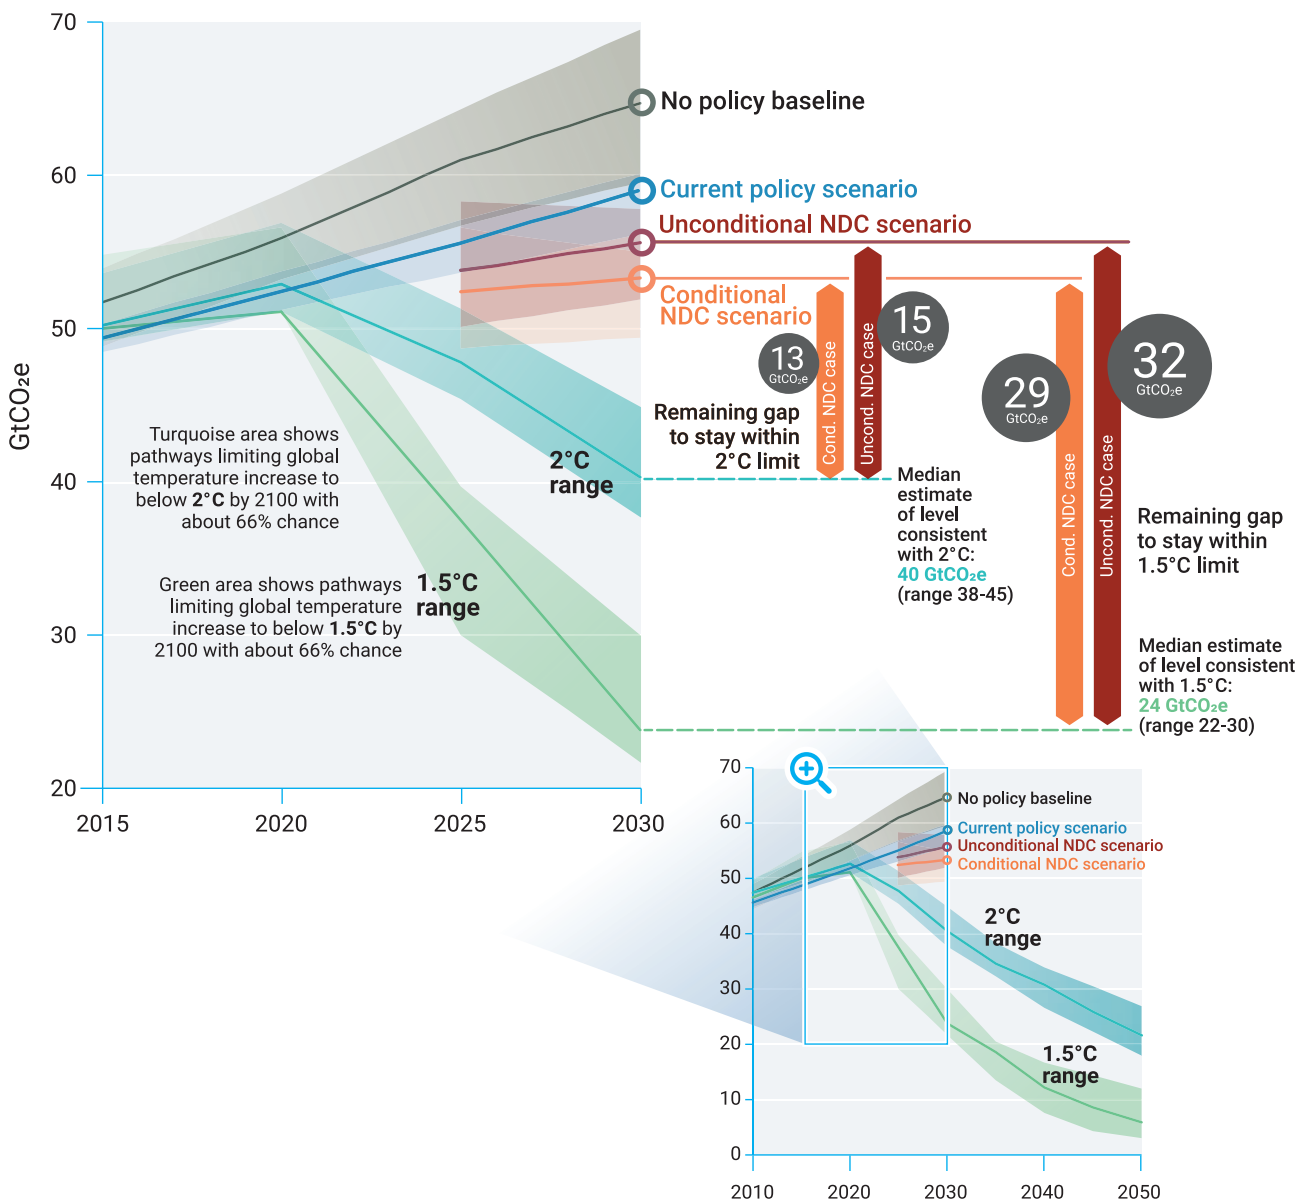 70
60
50
40
30
20
GtCO₂e
2015
2020
2025
2030
No policy baseline
Current policy scenario
Unconditional NDC scenario
Conditional
NDC scenario
Turquoise area shows
pathways limiting global
temperature increase to
below 2°C by 2100 with
about 66% chance
Green area shows pathways
limiting global temperature
increase to below 1.5°C by
2100 with about 66% chance
2°C
range
1.5°C
range
13
GtCO₂e
Cond. NDC case
Uncond. NDC case
15
GtCO₂e
Remaining gap
to stay within
2°C limit
Median
estimate
of level
consistent
with 2°C:
40 GtCO₂e
(range 38-45)
29
GtCO₂e
Cond. NDC case
Uncond. NDC case
32
GtCO₂e
Remaining gap
to stay within
1.5°C limit
Median estimate
of level consistent
with 1.5°C:
24 GtCO₂e
(range 22-30)
70
60
50
40
30
20
10
0
2010
2020
2030
2040
2050
No policy baseline
Current policy scenario
Unconditional NDC scenario
Conditional NDC scenario
2°C
range
1.5°C
range